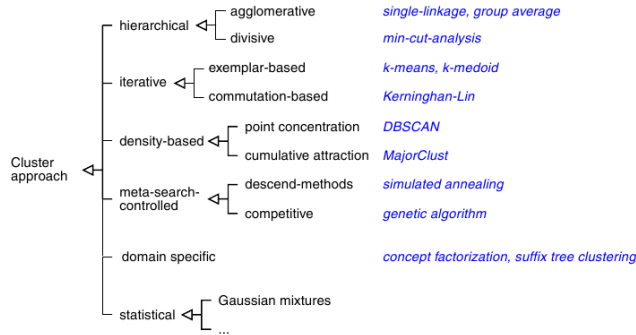 hierarchical
agglomerative single-linkage, group average
divisive min-cut-analysis
iterative
exemplar-based k-means, k-medoid
commutation-based Kerninghan-Lin
Cluster
approach
density-based
point concentration DBSCAN
cumulative attraction MajorClust
meta-search-
controlled
descend-methods simulated annealing
competitive genetic algorithm
domain specific concept factorization, suffix tree clustering
statistical
Gaussian mixtures
...